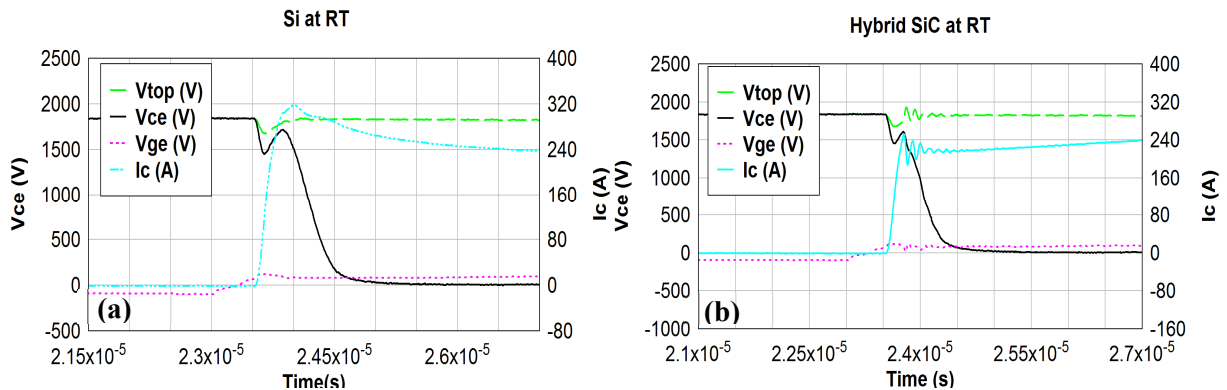 Si at RT
Vce (V)
2500
2000
1500
1000
500
0
-500
Vtop (V)
Vce (V)
Vge (V)
Ic (A)
(a)
400
320
240
160
80
0
-80
Ic (A)
2.15x10-5
2.3x10-5
2.45x10-5
2.6x10-5
Time(s)
Hybrid SiC at RT
Vce (V)
2500
2000
1500
1000
500
0
-500
-1000
Vtop (V)
Vce (V)
Vge (V)
Ic (A)
(b)
400
320
240
160
80
0
-80
-160
Ic (A)
2.1x10-5
2.25x10-5
2.4x10-5
2.55x10-5
2.7x10-5
Time (s)